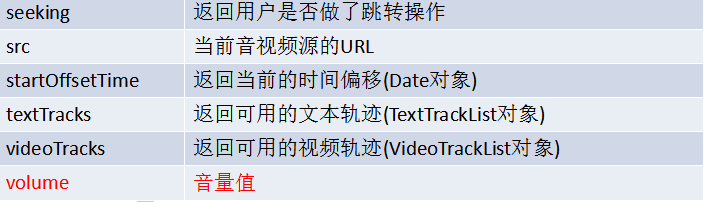 seeking 返回用户是否做了跳转操作
src 当前音视频源的URL
startOffsetTime 返回当前的时间偏移(Date对象)
textTracks 返回可用的文本轨迹(TextTrackList对象)
videoTracks 返回可用的视频轨迹(VideoTrackList对象)
volume 音量值